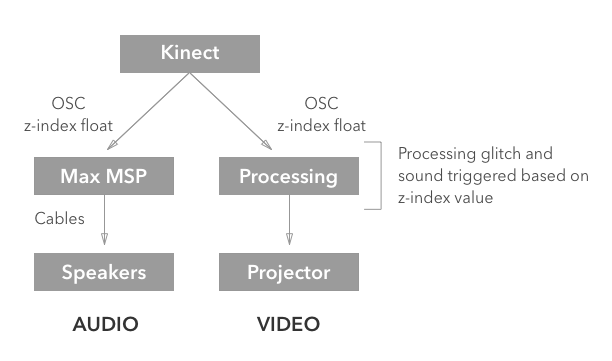 Kinect
OSC
z-index float
OSC
z-index float
Max MSP
Processing
Processing glitch and
sound triggered based on
z-index value
Cables
Speakers
Projector
AUDIO
VIDEO